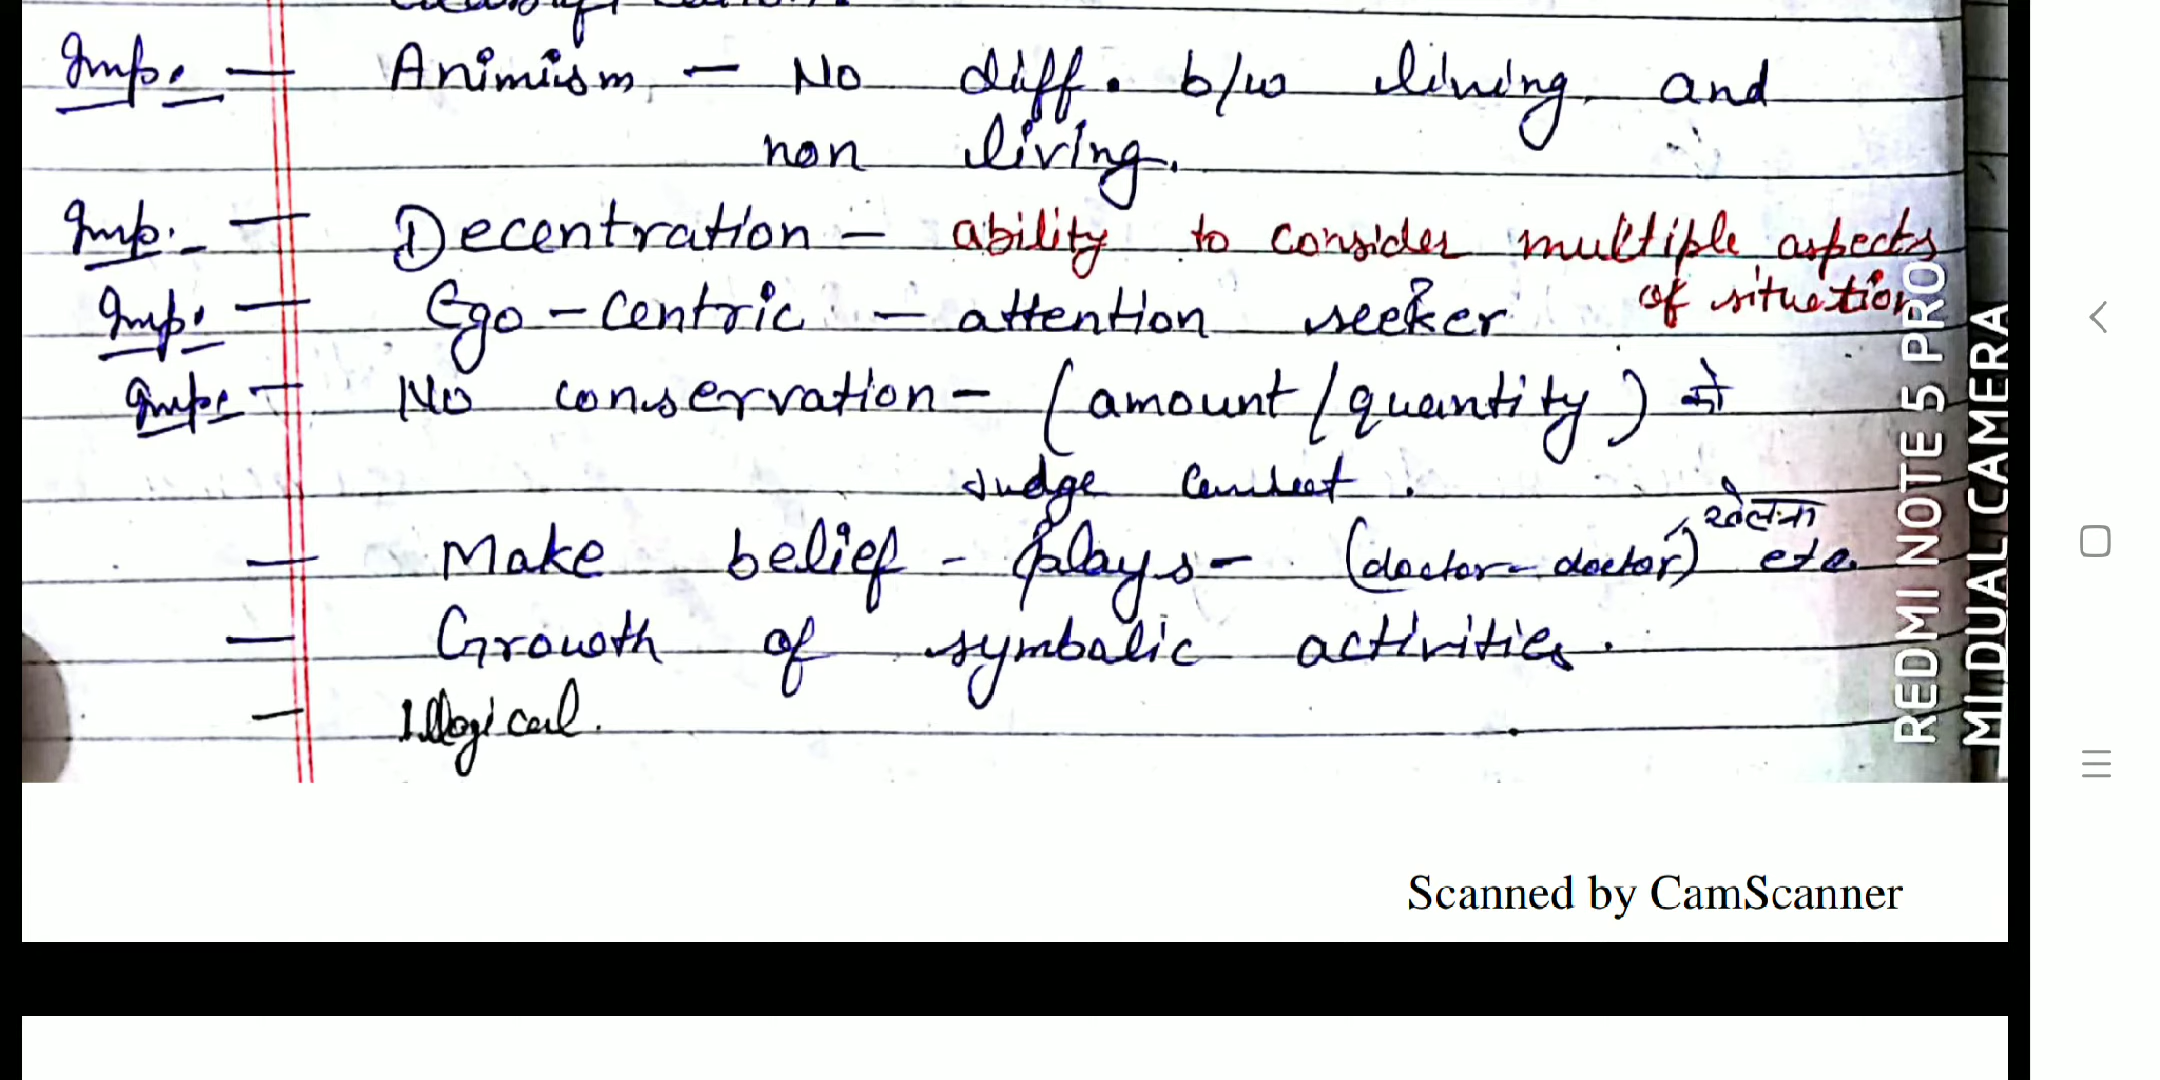 Imp. — Animism, — No diff. b/w living and
non living.
Imp. — Decentration — ability to consider multiple aspects
of situation
Imp. — Ego-centric — attention seeker
Imp. — No conservation — (amount/quantity) को
Judge
— Make belief - plays — (doctor-doctor) खेलना etc.
— Growth of symbolic activities.
— Illogical.
REDMI NOTE 5 PRO
MI DUAL CAMERA
Scanned by CamScanner